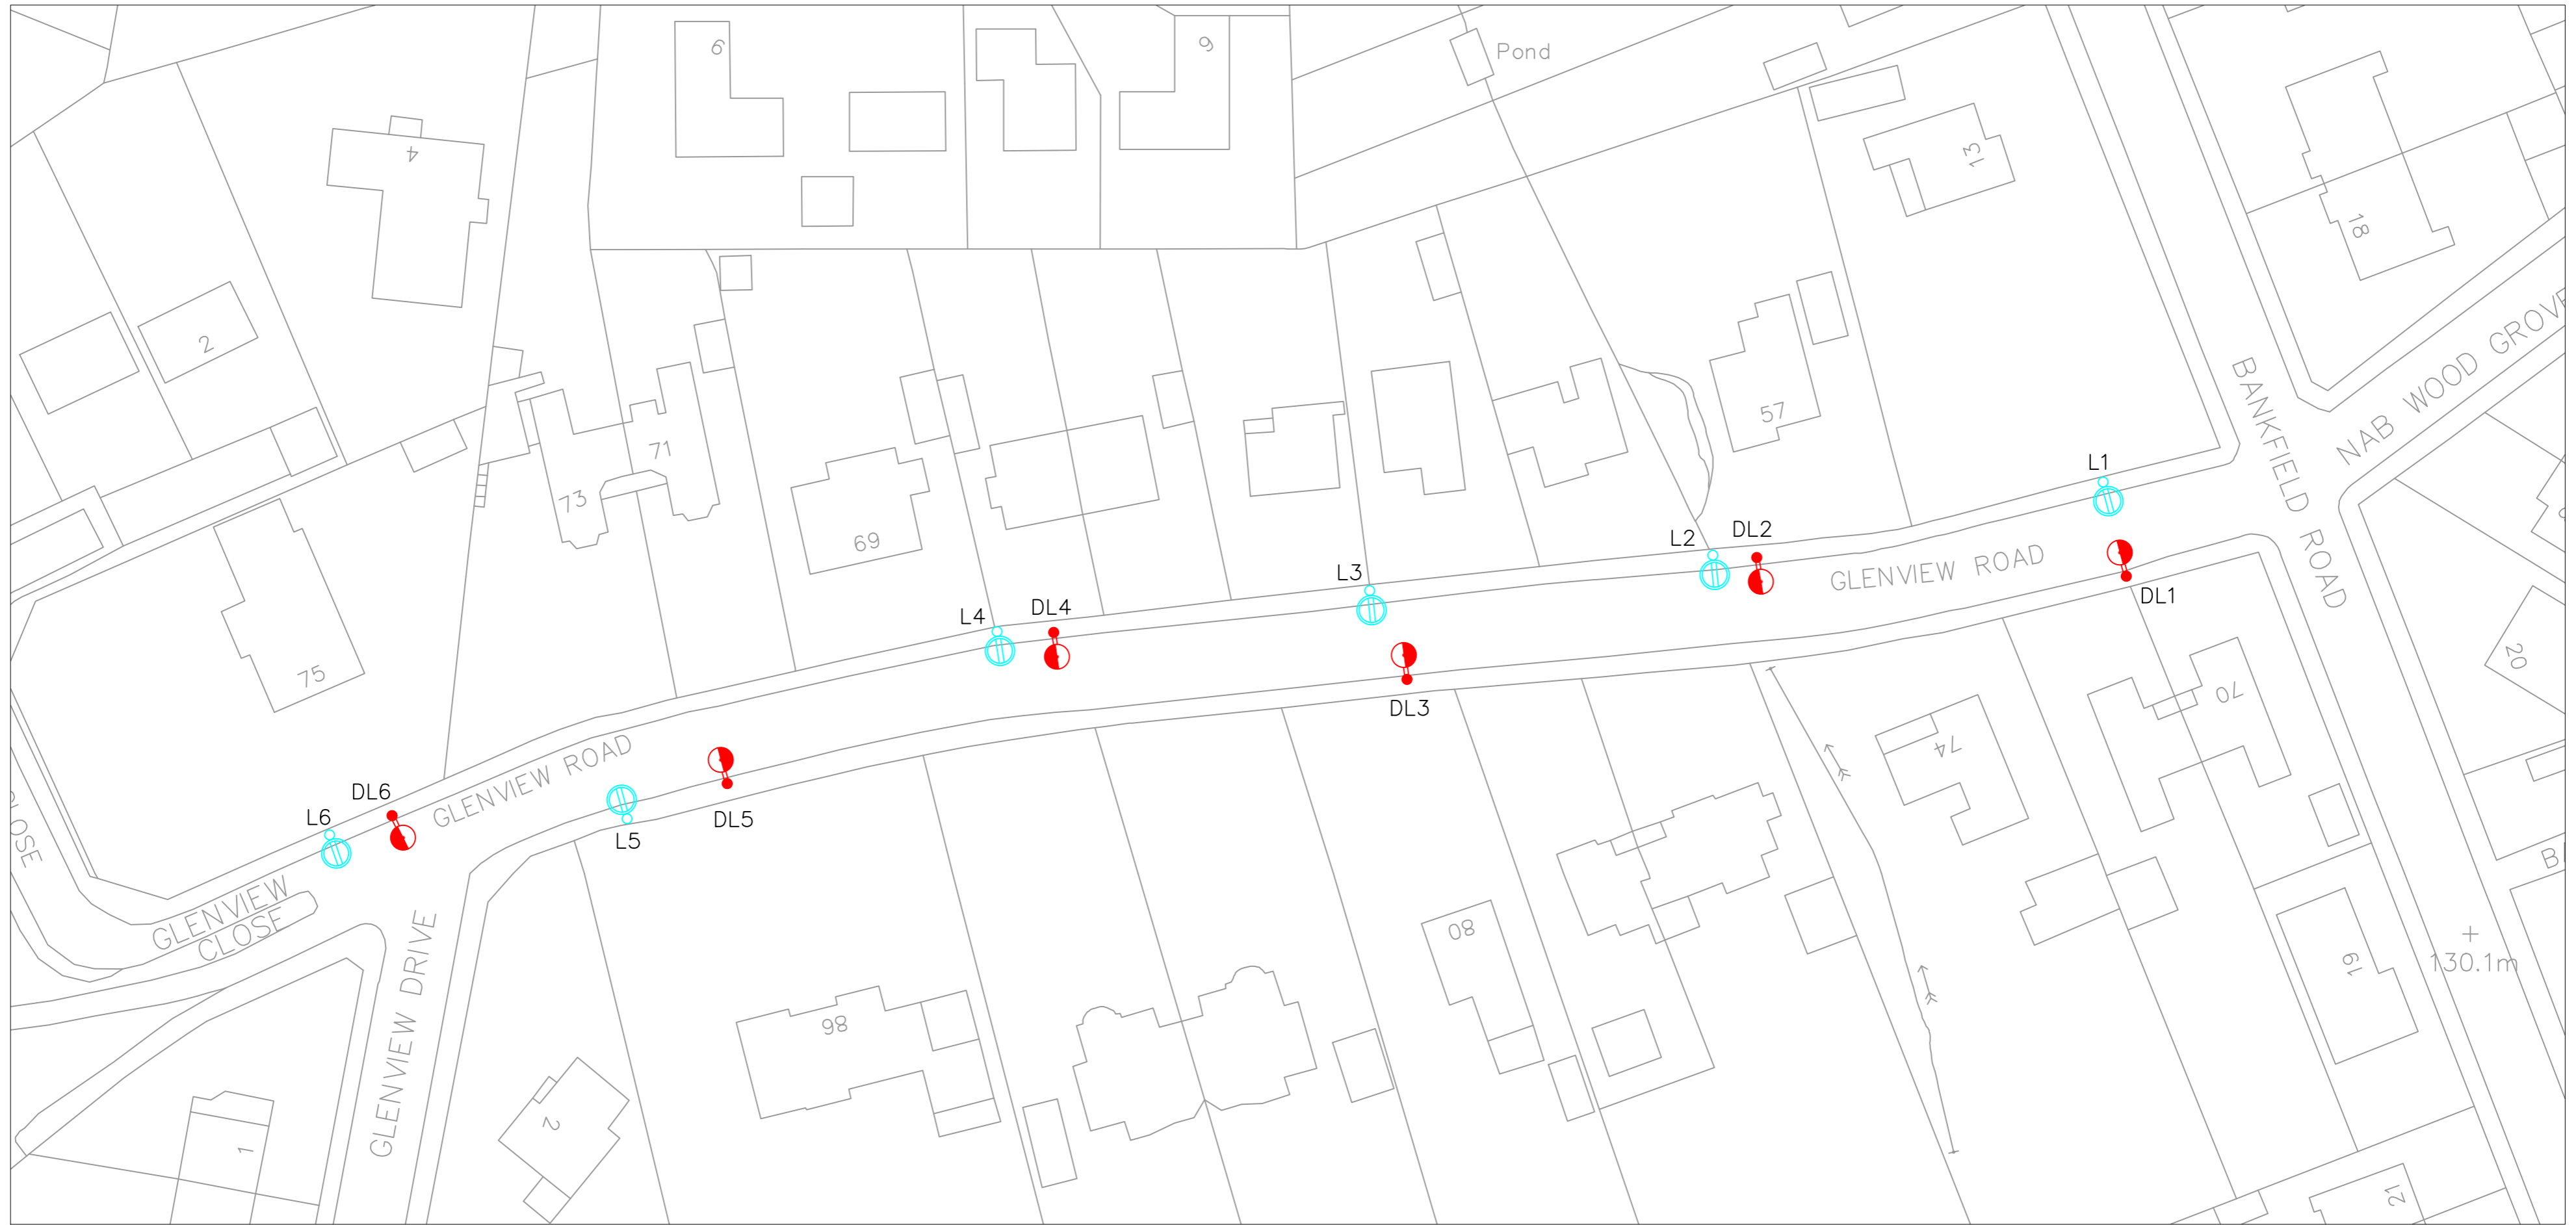 6
9
Pond
4
13
18
2
NAB WOOD GROVE
BANKFIELD ROAD
57
71
73
69
L1
L2
DL2
GLENVIEW ROAD
L3
DL1
L4
DL4
75
20
70
DL3
74
GLENVIEW ROAD
DL6
L6
DL5
L5
GLENVIEW
CLOSE
GLENVIEW DRIVE
80
98
19
130.1m
1
2
21